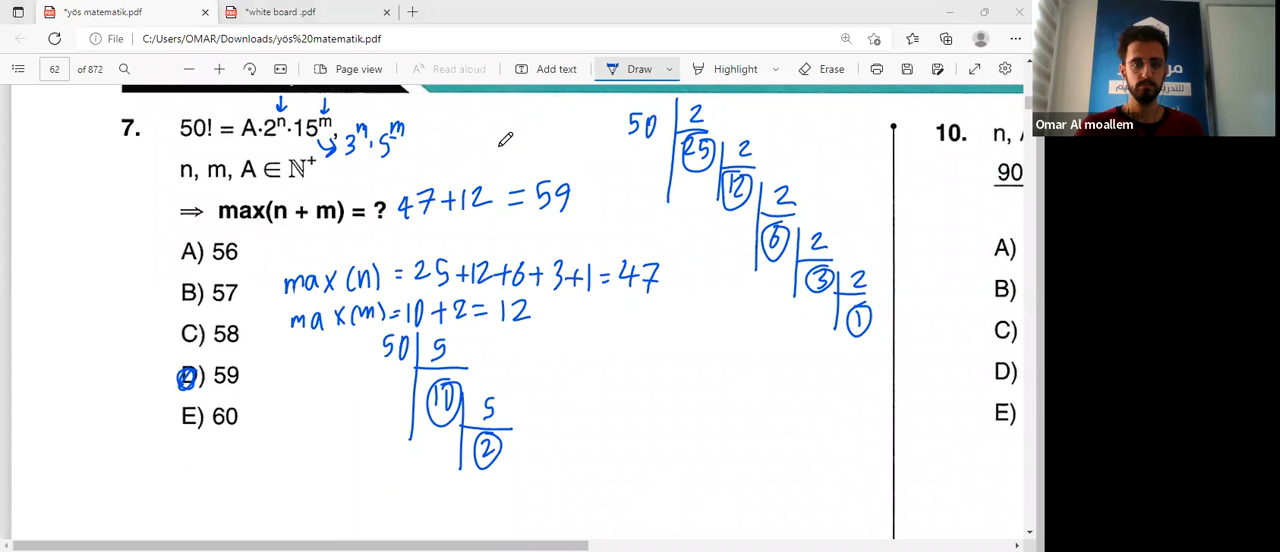 *yös matematik.pdf
*white board .pdf
File C:/Users/OMAR/Downloads/yös%20matematik.pdf
62 of 872 Page view Read aloud Add text Draw Highlight Erase
Omar Al moallem
7. 50! = A·2ⁿ·15ᵐ,
3ⁿ · 5ᵐ
n, m, A ∈ ℕ⁺
⇒ max(n + m) = ? 47+12 = 59
A) 56
B) 57
C) 58
D) 59
E) 60
max(n) = 25+12+6+3+1 = 47
max(m) = 10+2 = 12
50 5
10 5
2
50 2
25 2
12 2
6 2
3 2
1
10. n,
90
A)
B)
C)
D)
E)